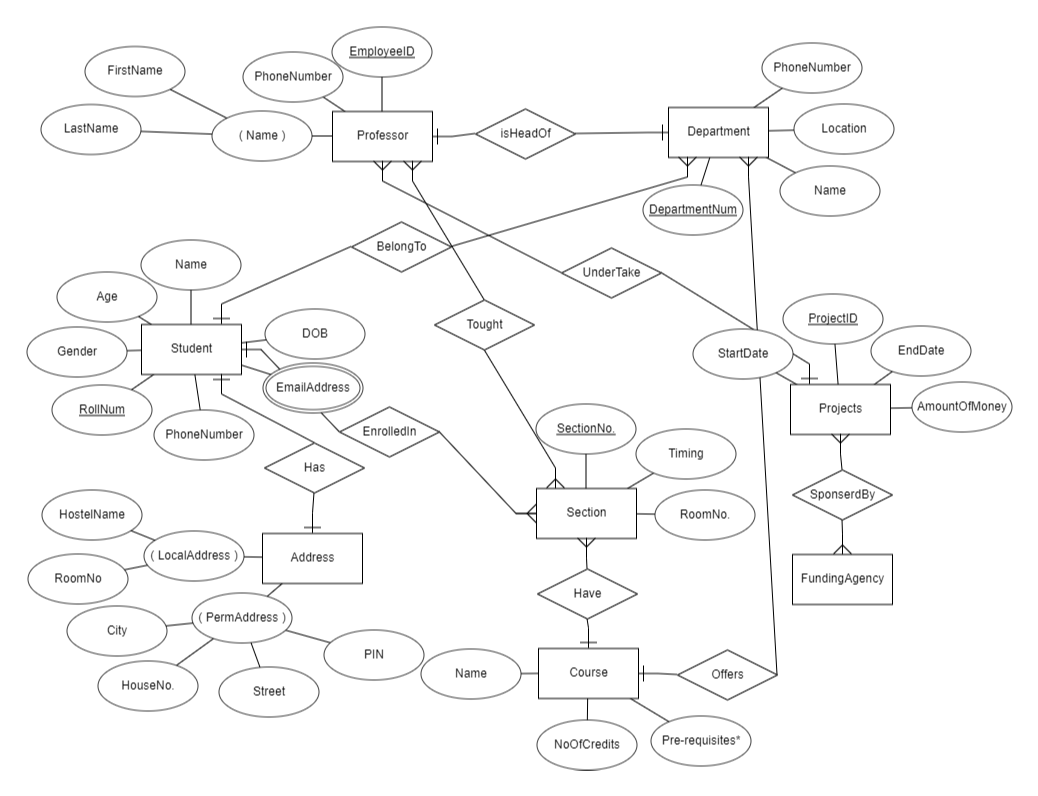 EmployeeID
FirstName
PhoneNumber
PhoneNumber
LastName
( Name )
Professor
isHeadOf
Department
Location
Name
DepartmentNum
BelongTo
UnderTake
Name
Age
Tought
ProjectID
DOB
Student
Gender
StartDate
EndDate
EmailAddress
RollNum
Projects
AmountOfMoney
PhoneNumber
EnrolledIn
SectionNo.
Timing
Has
SponserdBy
HostelName
Section
RoomNo.
( LocalAddress )
Address
RoomNo
FundingAgency
Have
( PermAddress )
City
PIN
Name
Course
Offers
HouseNo.
Street
NoOfCredits
Pre-requisites*